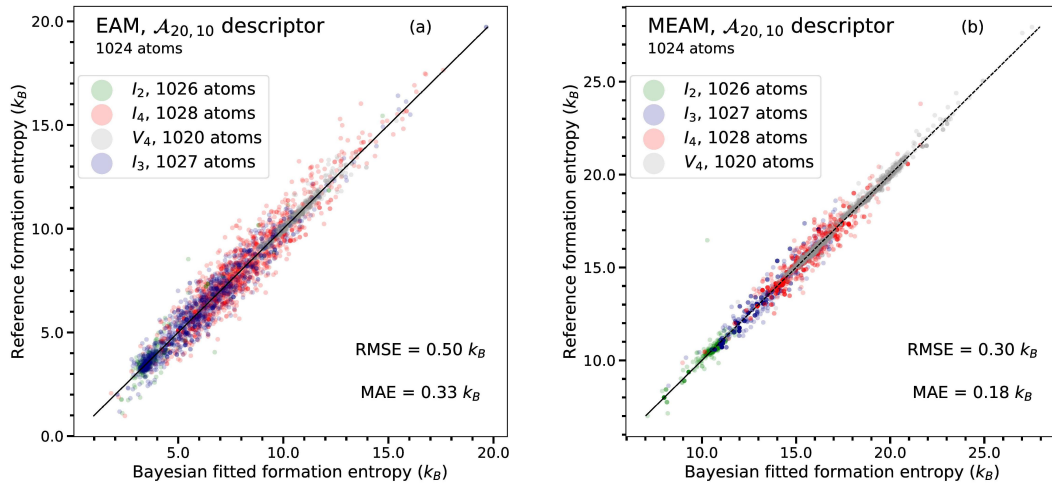 EAM, 𝒜20, 10 descriptor
(a)
1024 atoms
I2, 1026 atoms
I4, 1028 atoms
V4, 1020 atoms
I3, 1027 atoms
RMSE = 0.50 kB
MAE = 0.33 kB
20.0
15.0
10.0
5.0
0.0
5.0 10.0 15.0 20.0
Reference formation entropy (kB)
Bayesian fitted formation entropy (kB)
MEAM, 𝒜20, 10 descriptor
(b)
1024 atoms
I2, 1026 atoms
I3, 1027 atoms
I4, 1028 atoms
V4, 1020 atoms
RMSE = 0.30 kB
MAE = 0.18 kB
25.0
20.0
15.0
10.0
10.0 15.0 20.0 25.0
Reference formation entropy (kB)
Bayesian fitted formation entropy (kB)